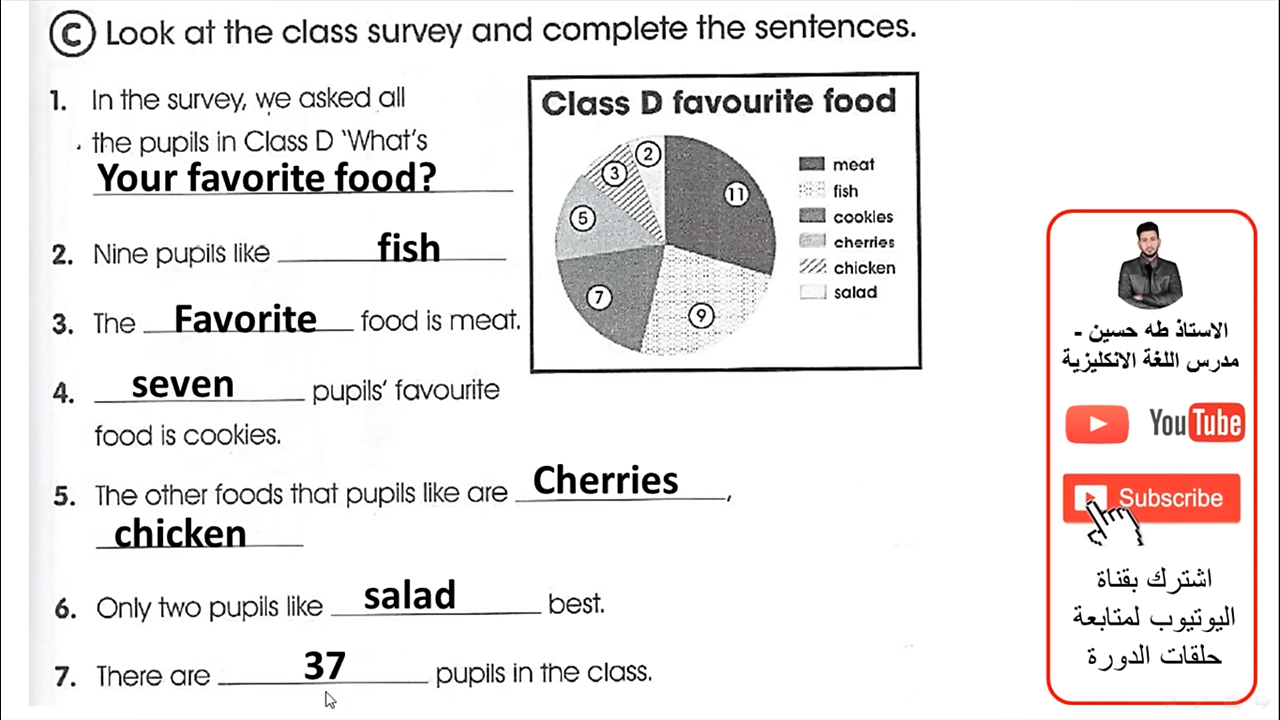 C Look at the class survey and complete the sentences.
1. In the survey, we asked all
the pupils in Class D 'What's
Your favorite food?
2. Nine pupils like fish
3. The Favorite food is meat.
4. seven pupils' favourite
food is cookies.
5. The other foods that pupils like are Cherries,
chicken
6. Only two pupils like salad best.
7. There are 37 pupils in the class.
Class D favourite food
2
3
11
5
7
9
meat
fish
cookies
cherries
chicken
salad
الاستاذ طه حسين -
مدرس اللغة الانكليزية
YouTube
Subscribe
اشترك بقناة
اليوتيوب لمتابعة
حلقات الدورة